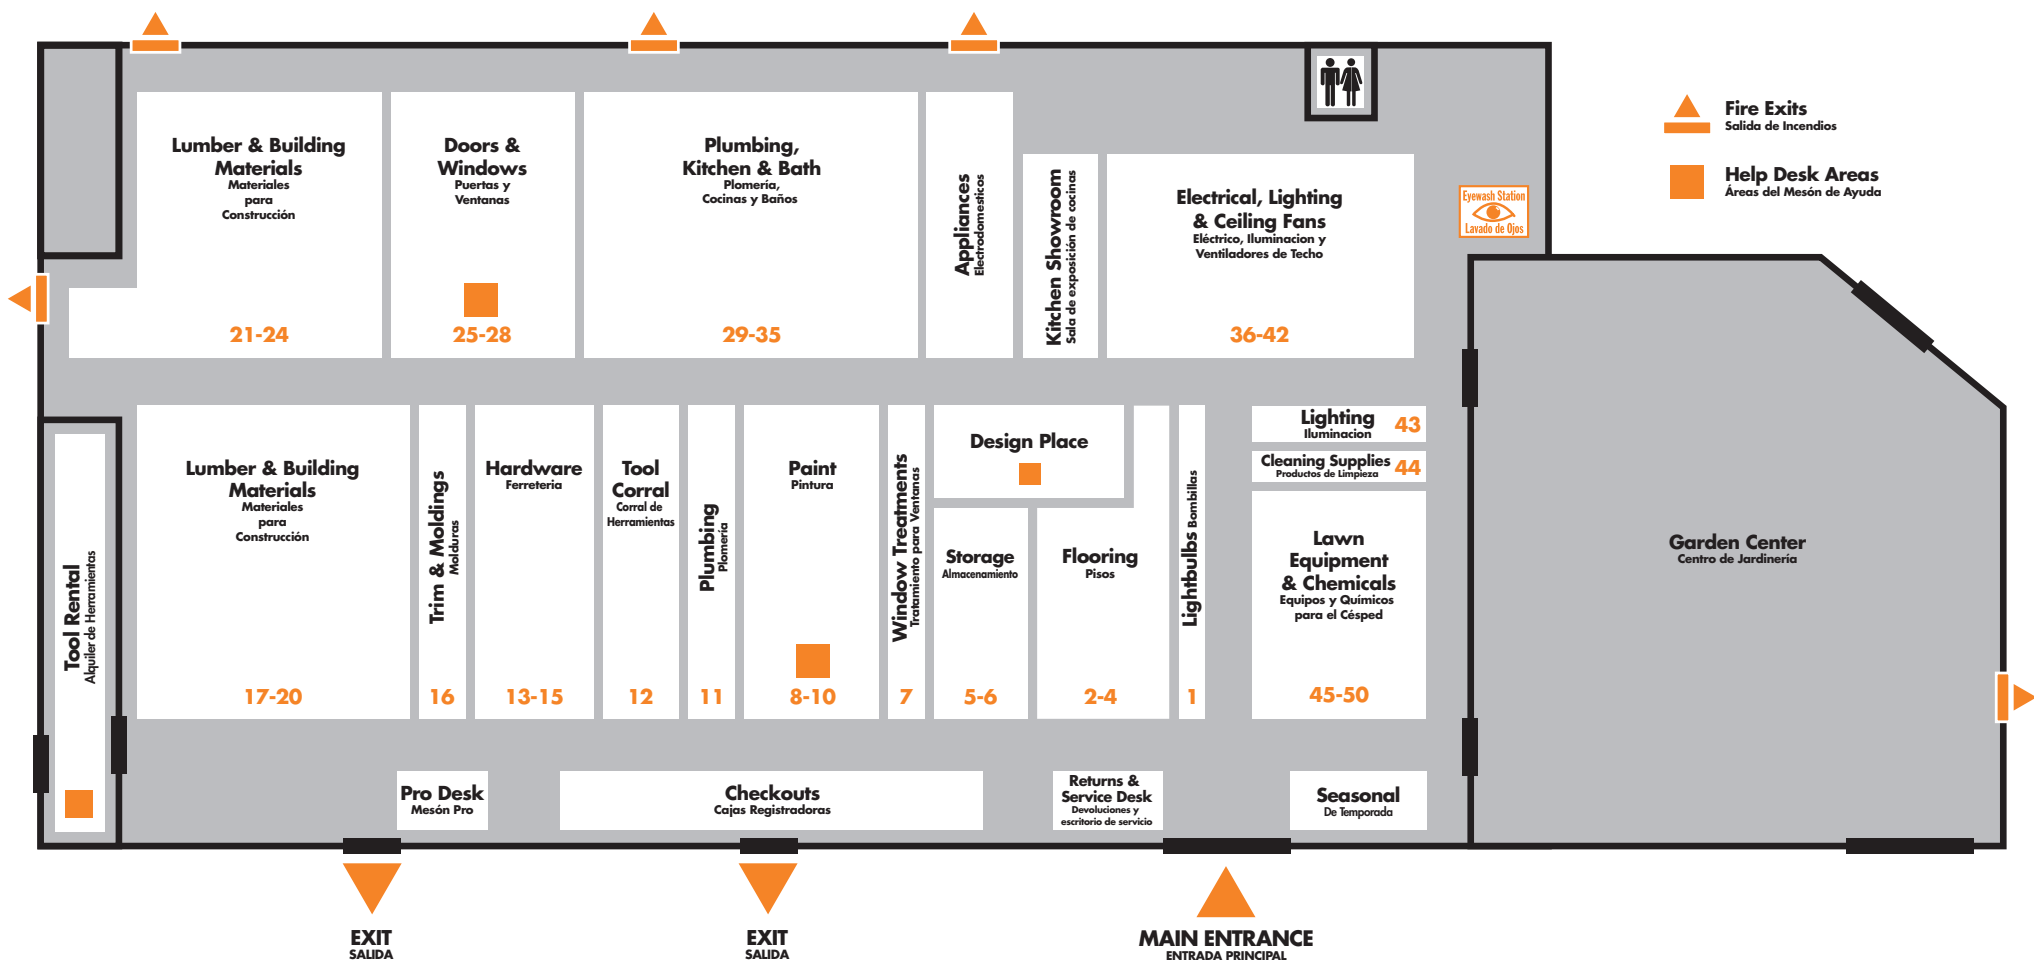 Fire Exits
Salida de Incendios
Help Desk Areas
Áreas del Mesón de Ayuda
Lumber & Building
Materials
Materiales
para
Construcción
21-24
Doors &
Windows
Puertas y
Ventanas
25-28
Plumbing,
Kitchen & Bath
Plomería,
Cocinas y Baños
29-35
Appliances
Electrodomesticos
Kitchen Showroom
Sala de exposición de cocinas
Electrical, Lighting
& Ceiling Fans
Eléctrico, Iluminacion y
Ventiladores de Techo
36-42
Eyewash Station
Lavado de Ojos
Tool Rental
Alquiler de Herramientas
Lumber & Building
Materials
Materiales
para
Construcción
17-20
Trim & Moldings
Molduras
16
Hardware
Ferreteria
13-15
Tool
Corral
Corral de
Herramientas
12
Plumbing
Plomería
11
Paint
Pintura
8-10
Window Treatments
Tratamiento para Ventanas
7
Design Place
Storage
Almacenamiento
5-6
Flooring
Pisos
2-4
Lightbulbs Bombillas
1
Lighting
Iluminacion
43
Cleaning Supplies
Productos de Limpieza
44
Lawn
Equipment
& Chemicals
Equipos y Químicos
para el Césped
45-50
Garden Center
Centro de Jardinería
Pro Desk
Mesón Pro
Checkouts
Cajas Registradoras
Returns &
Service Desk
Devoluciones y
escritorio de servicio
Seasonal
De Temporada
EXIT
SALIDA
EXIT
SALIDA
MAIN ENTRANCE
ENTRADA PRINCIPAL